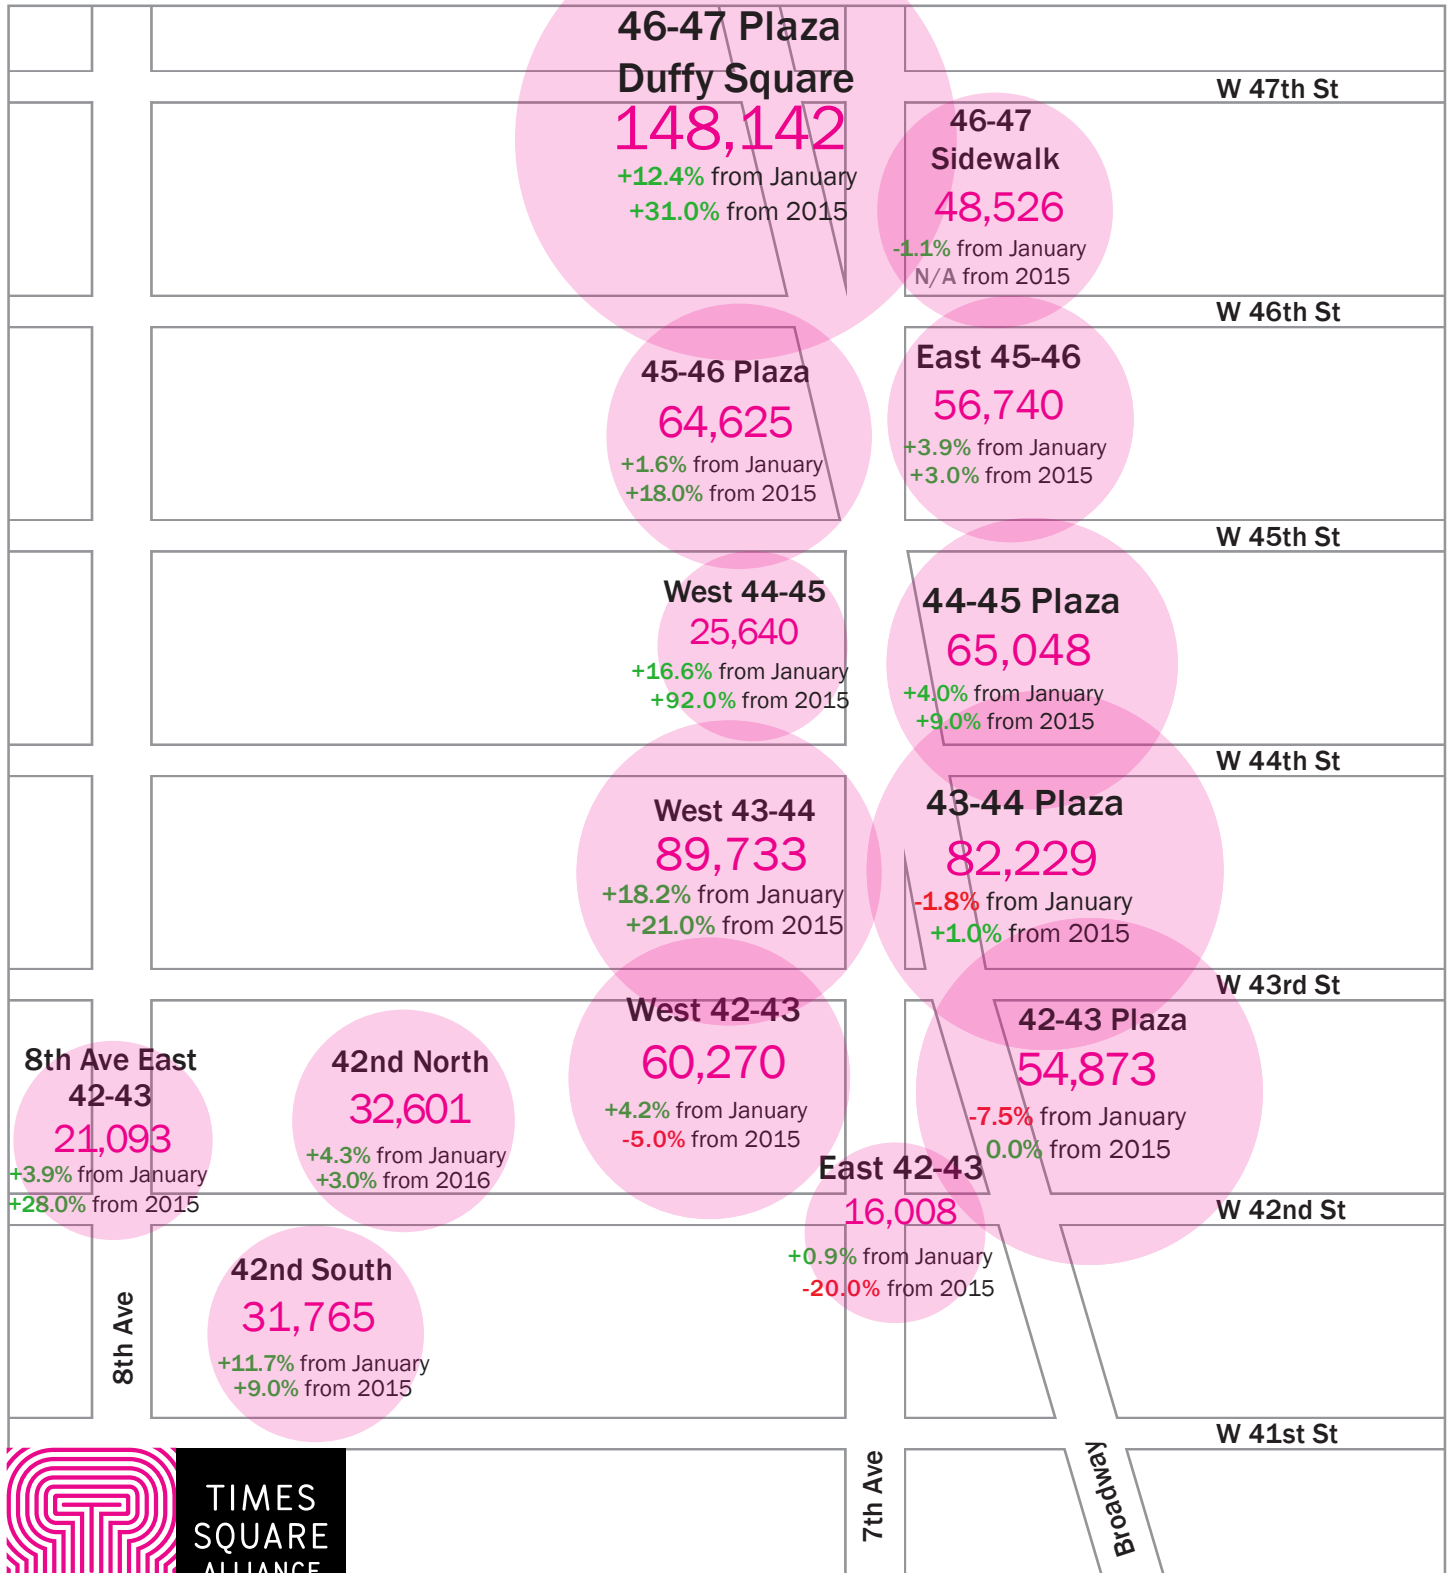 46-47 Plaza
Duffy Square
148,142
+12.4% from January
+31.0% from 2015
W 47th St
46-47
Sidewalk
48,526
-1.1% from January
N/A from 2015
W 46th St
45-46 Plaza
64,625
+1.6% from January
+18.0% from 2015
East 45-46
56,740
+3.9% from January
+3.0% from 2015
W 45th St
West 44-45
25,640
+16.6% from January
+92.0% from 2015
44-45 Plaza
65,048
+4.0% from January
+9.0% from 2015
W 44th St
West 43-44
89,733
+18.2% from January
+21.0% from 2015
43-44 Plaza
82,229
-1.8% from January
+1.0% from 2015
W 43rd St
8th Ave East
42-43
21,093
+3.9% from January
+28.0% from 2015
42nd North
32,601
+4.3% from January
+3.0% from 2016
West 42-43
60,270
+4.2% from January
-5.0% from 2015
42-43 Plaza
54,873
-7.5% from January
0.0% from 2015
East 42-43
16,008
+0.9% from January
-20.0% from 2015
W 42nd St
42nd South
31,765
+11.7% from January
+9.0% from 2015
8th Ave
W 41st St
7th Ave
Broadway
TIMES
SQUARE
ALLIANCE